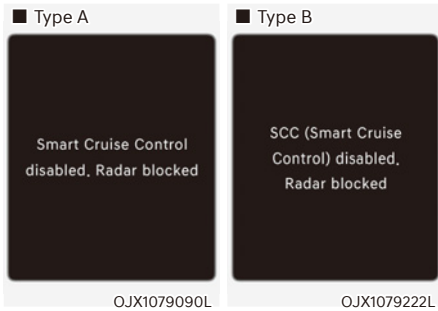 ■ Type A
Smart Cruise Control
disabled. Radar blocked
OJX1079090L
■ Type B
SCC (Smart Cruise
Control) disabled.
Radar blocked
OJX1079222L